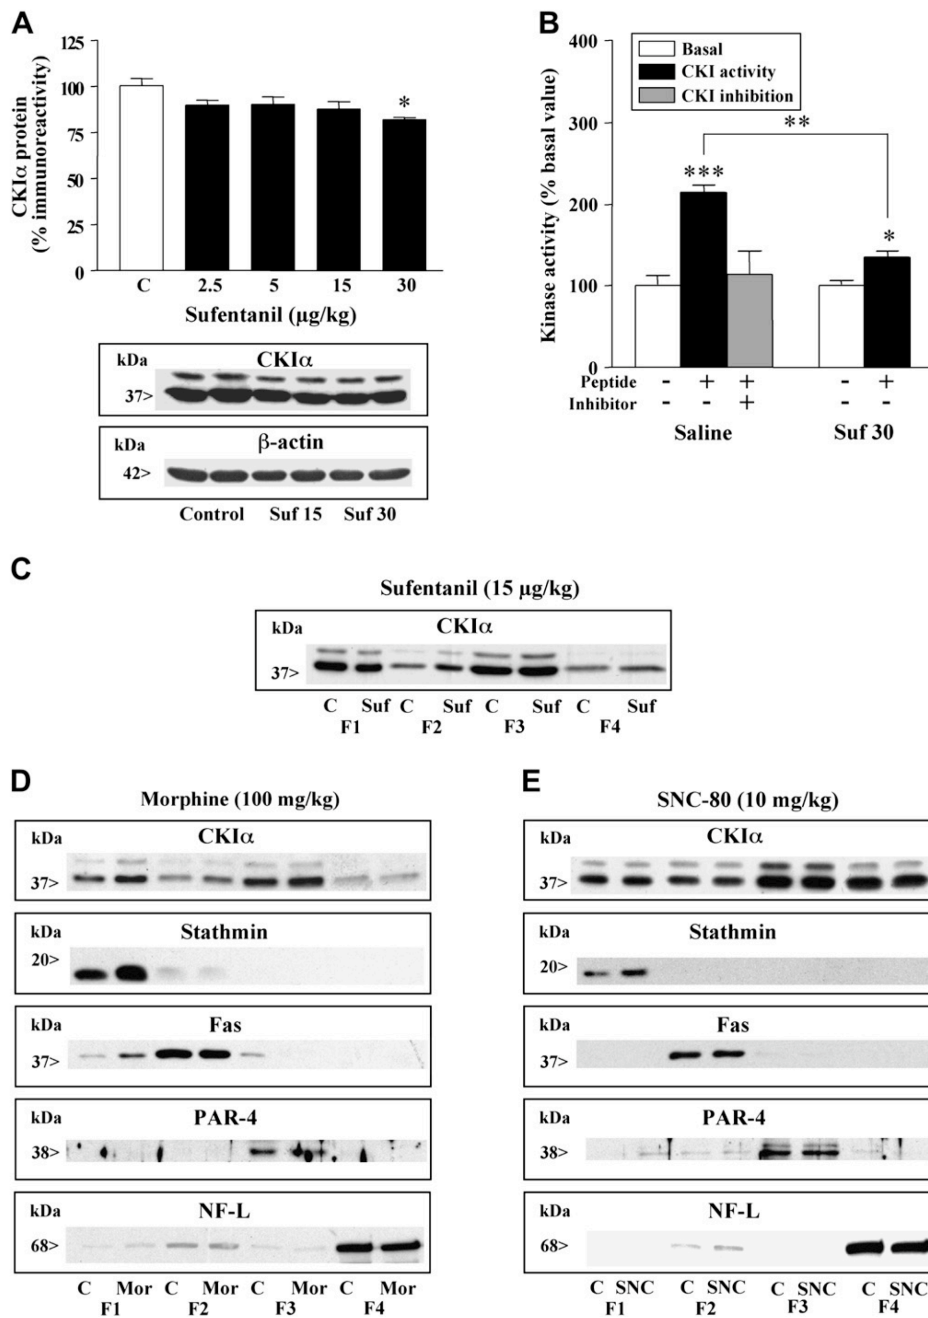 A
CKIα protein
(% immunoreactivity)
125
100
75
50
25
0
*
C 2.5 5 15 30
Sufentanil (µg/kg)
kDa CKIα
37>
β-actin
kDa
42>
Control Suf 15 Suf 30
B
Kinase activity (% basal value)
400
300
200
100
0
Basal
CKI activity
CKI inhibition
**
***
*
Peptide - + + - +
Inhibitor - - + - -
Saline Suf 30
C
Sufentanil (15 µg/kg)
kDa CKIα
37>
C Suf C Suf C Suf C Suf
F1 F2 F3 F4
D
Morphine (100 mg/kg)
kDa CKIα
37>
kDa Stathmin
20>
kDa Fas
37>
kDa PAR-4
38>
kDa NF-L
68>
C Mor C Mor C Mor C Mor
F1 F2 F3 F4
E
SNC-80 (10 mg/kg)
kDa CKIα
37>
kDa Stathmin
20>
kDa Fas
37>
kDa PAR-4
38>
kDa NF-L
68>
C SNC C SNC C SNC C SNC
F1 F2 F3 F4